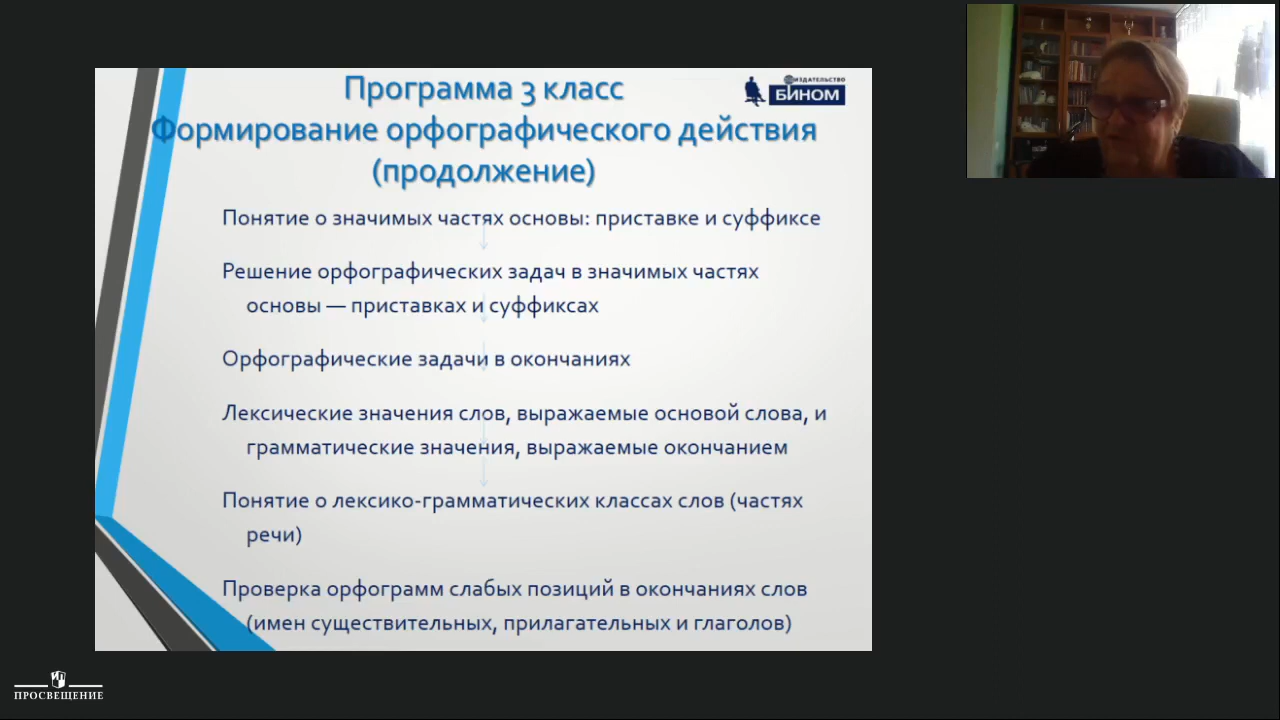 Программа 3 класс
Формирование орфографического действия
(продолжение)
ИЗДАТЕЛЬСТВО
БИНОМ
Понятие о значимых частях основы: приставке и суффиксе
Решение орфографических задач в значимых частях
основы — приставках и суффиксах
Орфографические задачи в окончаниях
Лексические значения слов, выражаемые основой слова, и
грамматические значения, выражаемые окончанием
Понятие о лексико-грамматических классах слов (частях
речи)
Проверка орфограмм слабых позиций в окончаниях слов
(имен существительных, прилагательных и глаголов)
ПРОСВЕЩЕНИЕ